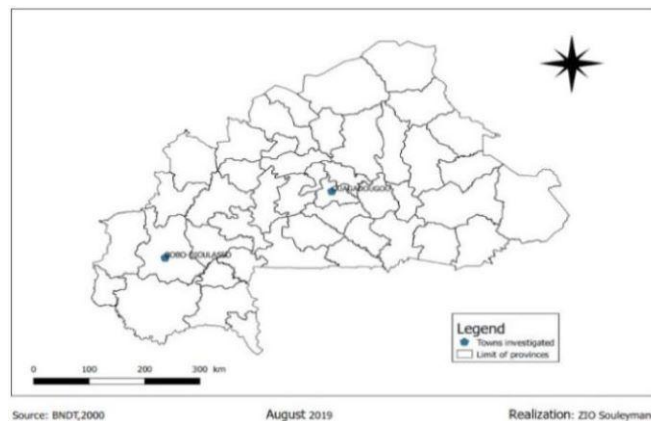 OUAGADOUGOU
BOBO-DIOULASSO
Legend
Towns investigated
Limit of provinces
0 100 200 300 km
Source: BNDT,2000 August 2019 Realization: ZIO Souleymane